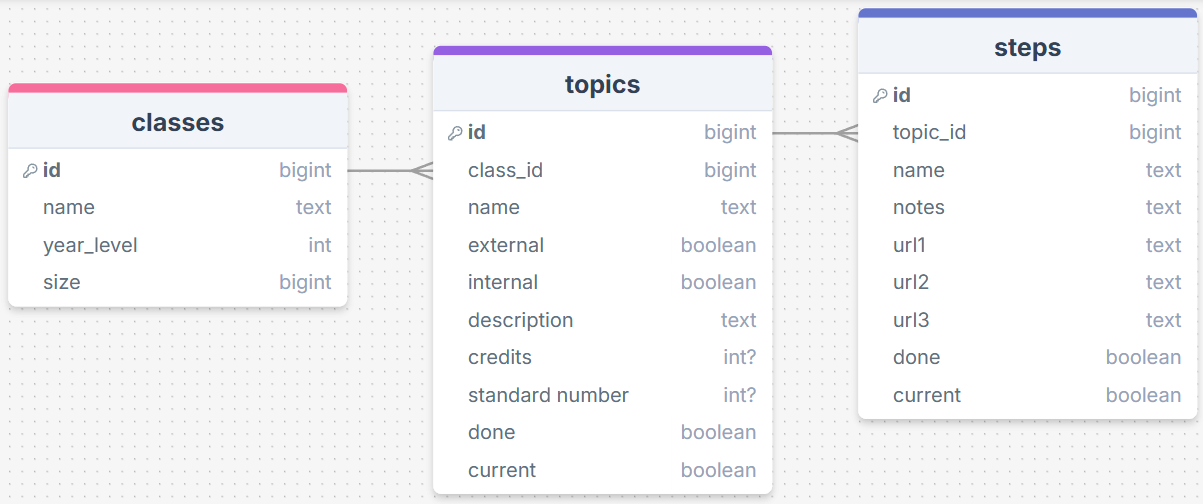 classes
id bigint
name text
year_level int
size bigint
topics
id bigint
class_id bigint
name text
external boolean
internal boolean
description text
credits int?
standard number int?
done boolean
current boolean
steps
id bigint
topic_id bigint
name text
notes text
url1 text
url2 text
url3 text
done boolean
current boolean